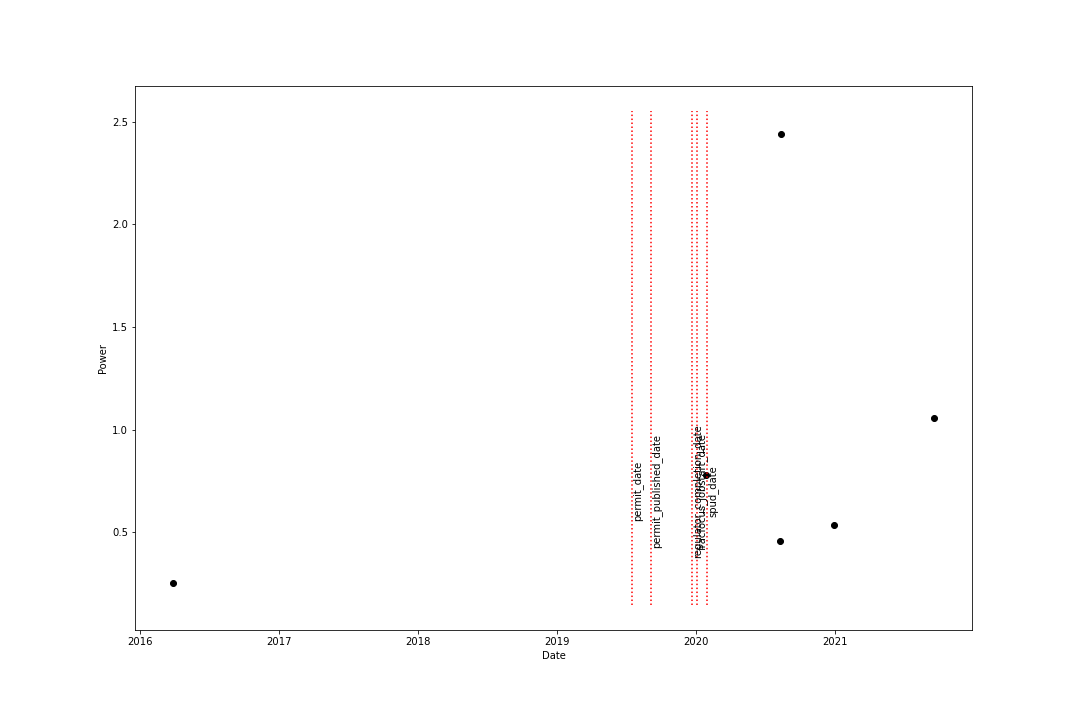 2.5
2.0
1.5
1.0
0.5
Power
permit_date
permit_published_date
regulator_completion_date
spud_date
2016 2017 2018 2019 2020 2021
Date